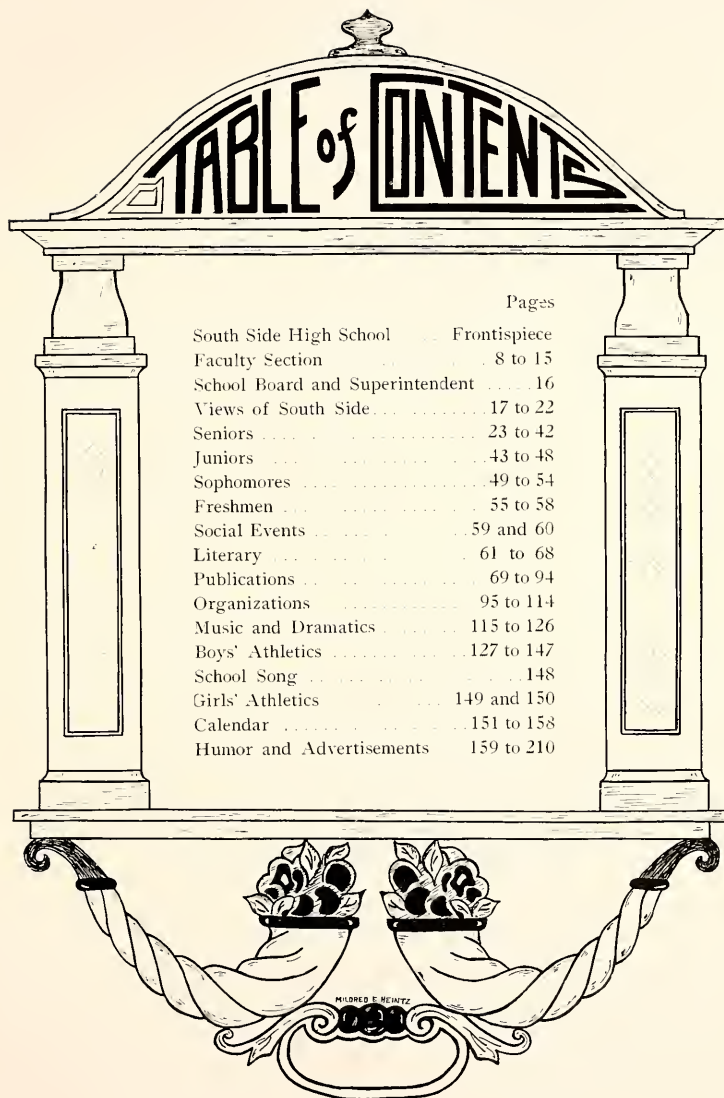 TABLE of CONTENTS
Pages
South Side High School . . Frontispiece
Faculty Section . . . 8 to 15
School Board and Superintendent . . . . . 16
Views of South Side . . . . . . . . . . . 17 to 22
Seniors . . . . . . . . . . . . . . . . 23 to 42
Juniors . . . . . . . . . . . . . 43 to 48
Sophomores . . . . . . . . . . . . . . . . 49 to 54
Freshmen . . . . . . . . . . . . . 55 to 58
Social Events . . . . . . . . . 59 and 60
Literary . . . . . . . . . . . 61 to 68
Publications . . . . . . . . . . . 69 to 94
Organizations . . . . . . . . . . . 95 to 114
Music and Dramatics . . . . . . . 115 to 126
Boys' Athletics . . . . . . . . . . . 127 to 147
School Song . . . . . . . . . . . . . . 148
Girls' Athletics . . . . . 149 and 150
Calendar . . . . . . . . . . . . . . . 151 to 158
Humor and Advertisements 159 to 210
MILDRED E HEINTZ